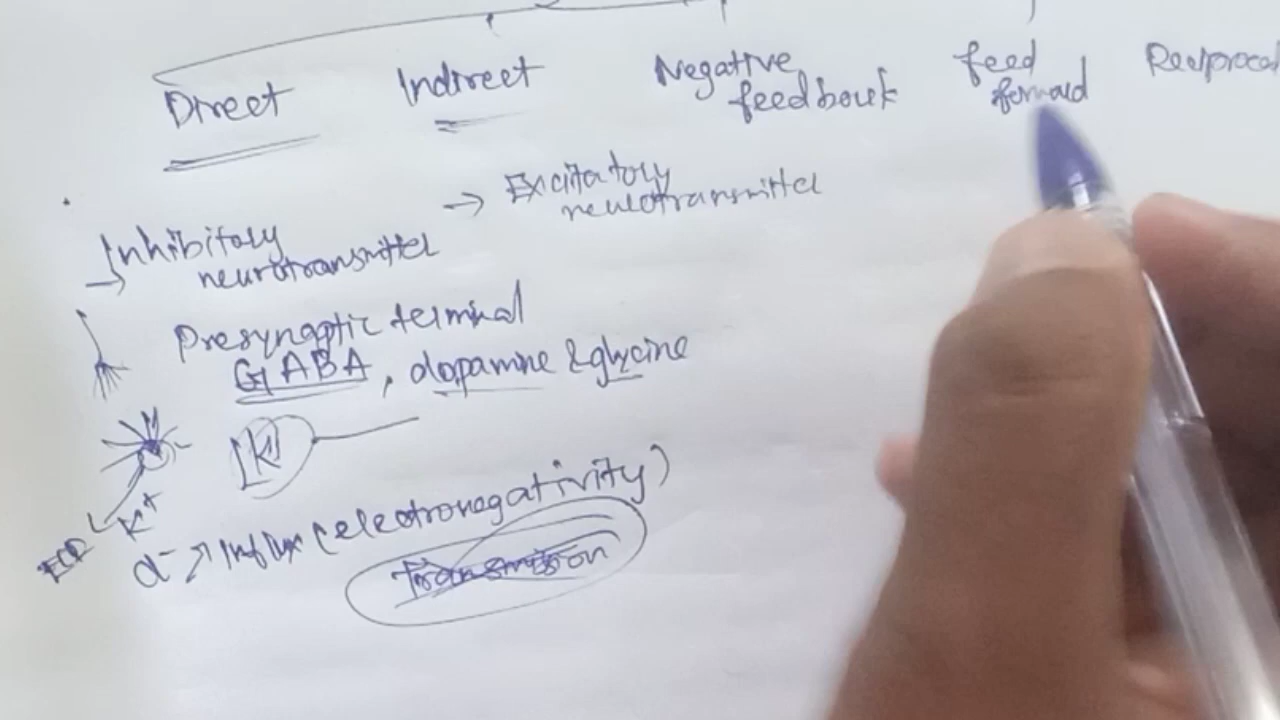 Direct
Indirect
Negative
feedback
feed
forward
Reciprocal
→ Inhibitory
neurotransmitter
→ Excitatory
neurotransmitter
Presynaptic terminal
GABA, dopamine & glycine
[K]
K+
ECF
Cl- ↗ Influx (electronegativity)
Transmission